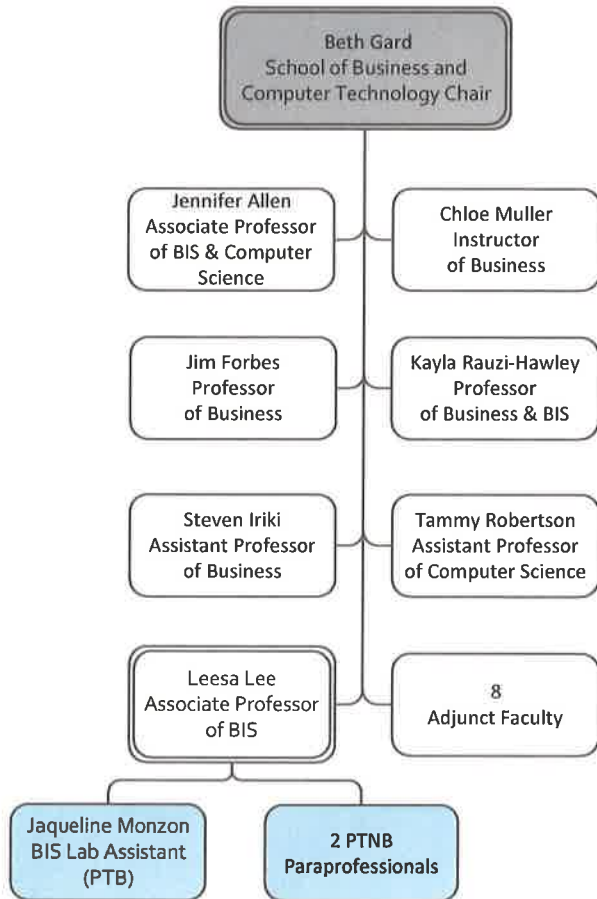 Beth Gard
School of Business and
Computer Technology Chair
Jennifer Allen
Associate Professor
of BIS & Computer
Science
Chloe Muller
Instructor
of Business
Jim Forbes
Professor
of Business
Kayla Rauzi-Hawley
Professor
of Business & BIS
Steven Iriki
Assistant Professor
of Business
Tammy Robertson
Assistant Professor
of Computer Science
Leesa Lee
Associate Professor
of BIS
8
Adjunct Faculty
Jaqueline Monzon
BIS Lab Assistant
(PTB)
2 PTNB
Paraprofessionals